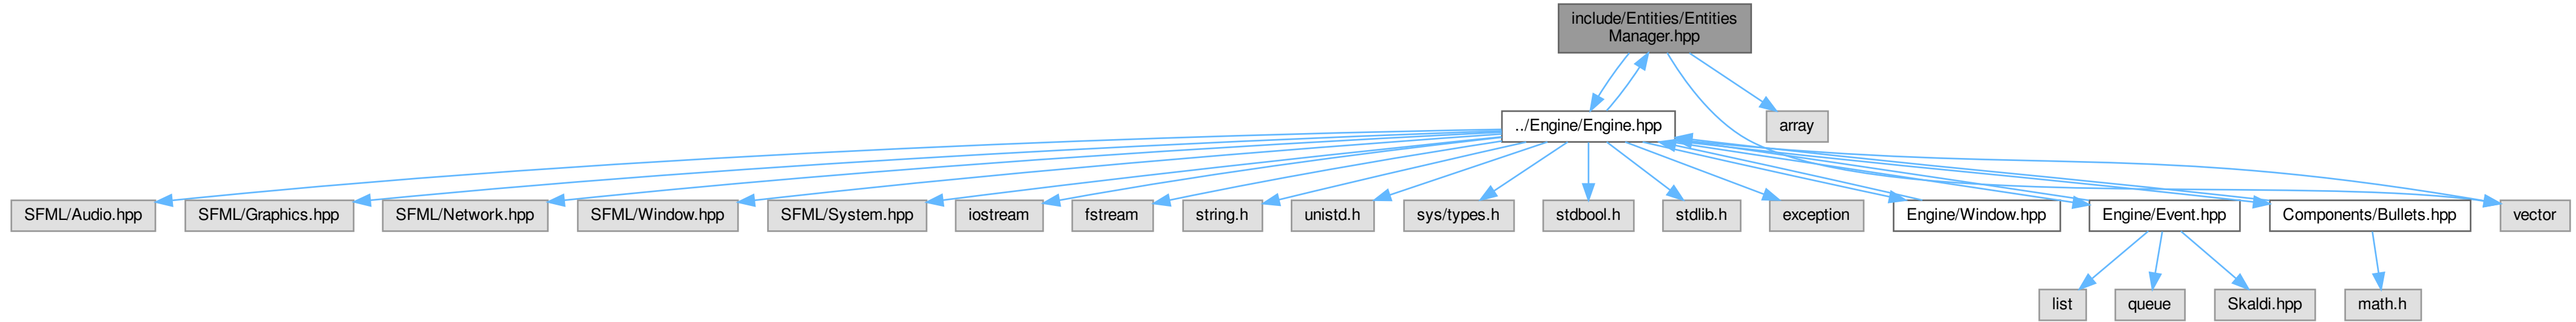 include/Entities/Entities
Manager.hpp
../Engine/Engine.hpp
array
SFML/Audio.hpp
SFML/Graphics.hpp
SFML/Network.hpp
SFML/Window.hpp
SFML/System.hpp
iostream
fstream
string.h
unistd.h
sys/types.h
stdbool.h
stdlib.h
exception
Engine/Window.hpp
Engine/Event.hpp
Components/Bullets.hpp
vector
list
queue
Skaldi.hpp
math.h